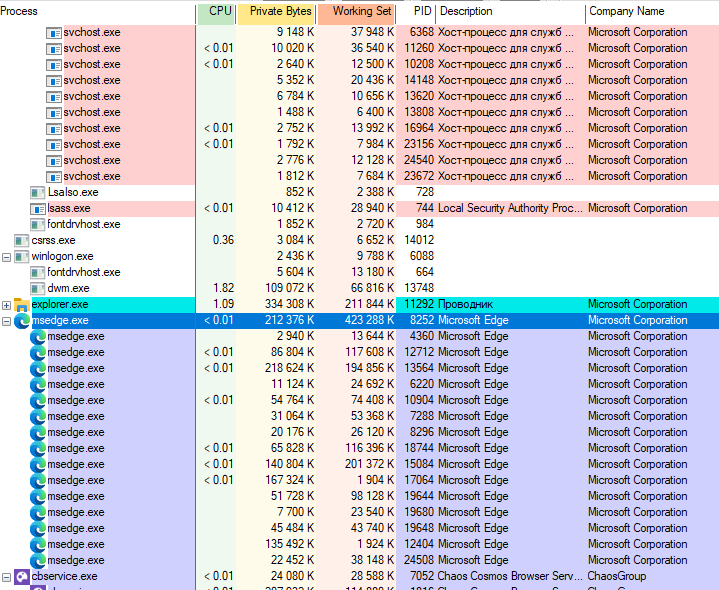 Process CPU Private Bytes Working Set PID Description Company Name
svchost.exe 9 148 K 37 948 K 6368 Хост-процесс для служб ... Microsoft Corporation
svchost.exe < 0.01 10 020 K 36 540 K 11260 Хост-процесс для служб ... Microsoft Corporation
svchost.exe < 0.01 2 640 K 12 500 K 10208 Хост-процесс для служб ... Microsoft Corporation
svchost.exe 5 352 K 20 436 K 14148 Хост-процесс для служб ... Microsoft Corporation
svchost.exe 6 784 K 10 656 K 13620 Хост-процесс для служб ... Microsoft Corporation
svchost.exe 1 488 K 6 400 K 13808 Хост-процесс для служб ... Microsoft Corporation
svchost.exe < 0.01 2 752 K 13 992 K 16964 Хост-процесс для служб ... Microsoft Corporation
svchost.exe < 0.01 1 792 K 7 984 K 23156 Хост-процесс для служб ... Microsoft Corporation
svchost.exe 2 776 K 12 128 K 24540 Хост-процесс для служб ... Microsoft Corporation
svchost.exe 1 812 K 7 684 K 23672 Хост-процесс для служб ... Microsoft Corporation
LsaIso.exe 852 K 2 388 K 728
lsass.exe < 0.01 10 412 K 28 940 K 744 Local Security Authority Proc... Microsoft Corporation
fontdrvhost.exe 1 852 K 2 720 K 984
csrss.exe 0.36 3 084 K 6 652 K 14012
winlogon.exe 2 436 K 9 788 K 6088
fontdrvhost.exe 5 604 K 13 180 K 664
dwm.exe 1.82 109 072 K 66 816 K 13748
explorer.exe 1.09 334 308 K 211 844 K 11292 Проводник Microsoft Corporation
msedge.exe < 0.01 212 376 K 423 288 K 8252 Microsoft Edge Microsoft Corporation
msedge.exe 2 940 K 13 644 K 4360 Microsoft Edge Microsoft Corporation
msedge.exe < 0.01 86 804 K 117 608 K 12712 Microsoft Edge Microsoft Corporation
msedge.exe < 0.01 218 624 K 194 856 K 13564 Microsoft Edge Microsoft Corporation
msedge.exe 11 124 K 24 692 K 6220 Microsoft Edge Microsoft Corporation
msedge.exe < 0.01 54 764 K 74 408 K 10904 Microsoft Edge Microsoft Corporation
msedge.exe 31 064 K 53 368 K 7288 Microsoft Edge Microsoft Corporation
msedge.exe 20 176 K 26 120 K 8296 Microsoft Edge Microsoft Corporation
msedge.exe < 0.01 65 828 K 116 396 K 18744 Microsoft Edge Microsoft Corporation
msedge.exe < 0.01 140 804 K 201 372 K 15084 Microsoft Edge Microsoft Corporation
msedge.exe < 0.01 167 324 K 1 904 K 17064 Microsoft Edge Microsoft Corporation
msedge.exe 51 728 K 98 128 K 19644 Microsoft Edge Microsoft Corporation
msedge.exe 7 700 K 23 540 K 19680 Microsoft Edge Microsoft Corporation
msedge.exe 45 484 K 43 740 K 19648 Microsoft Edge Microsoft Corporation
msedge.exe 135 492 K 1 924 K 12404 Microsoft Edge Microsoft Corporation
msedge.exe 22 452 K 38 148 K 24508 Microsoft Edge Microsoft Corporation
cbservice.exe < 0.01 24 080 K 28 588 K 7052 Chaos Cosmos Browser Serv... ChaosGroup